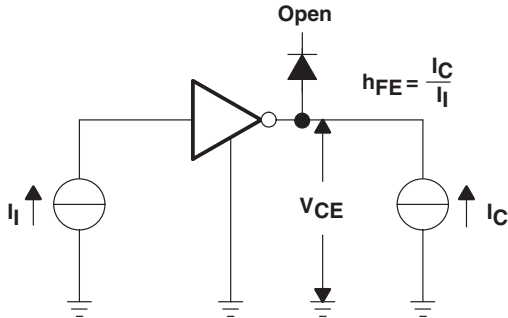 Open
hFE = IC
II
II
VCE
IC